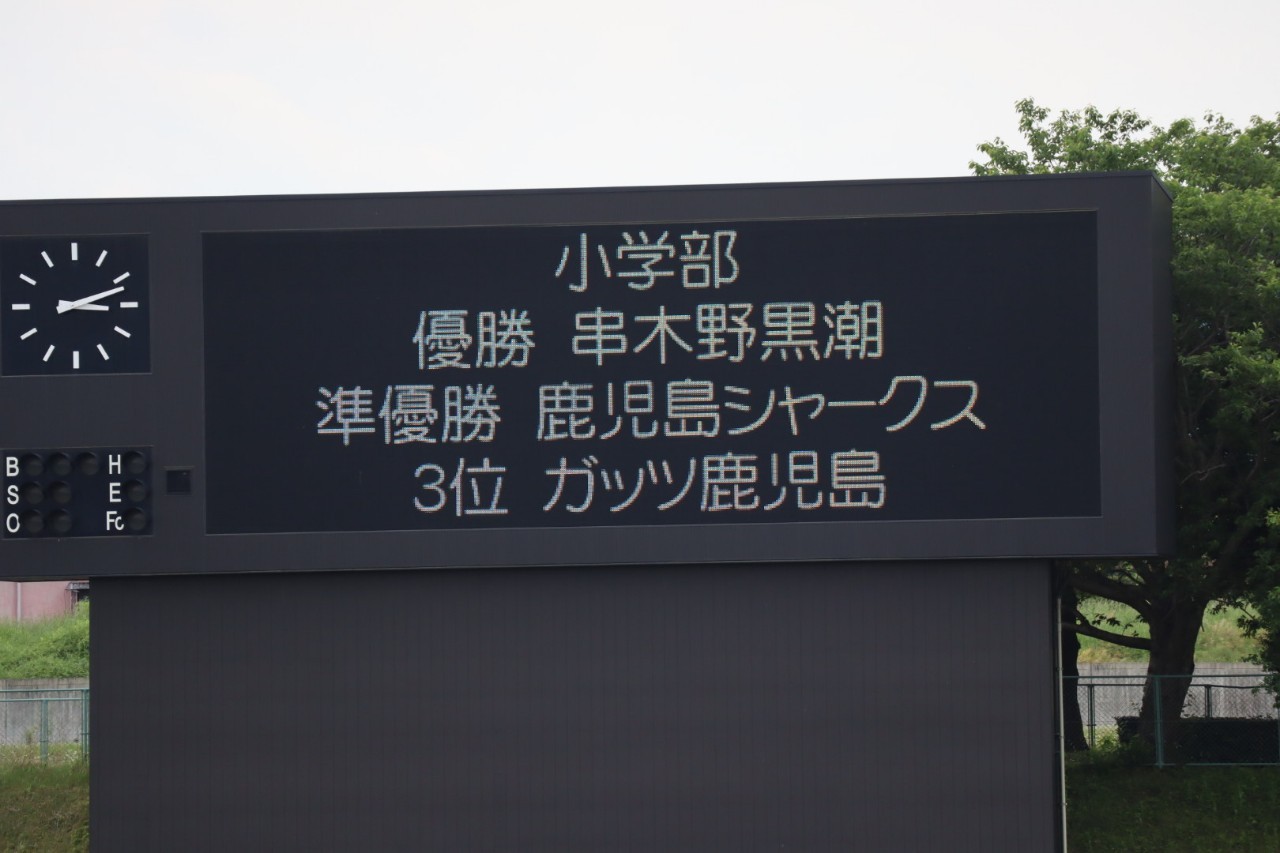 小学部
優勝 串木野黒潮
準優勝 鹿児島シャークス
3位 ガッツ鹿児島
B H
S E
O Fc